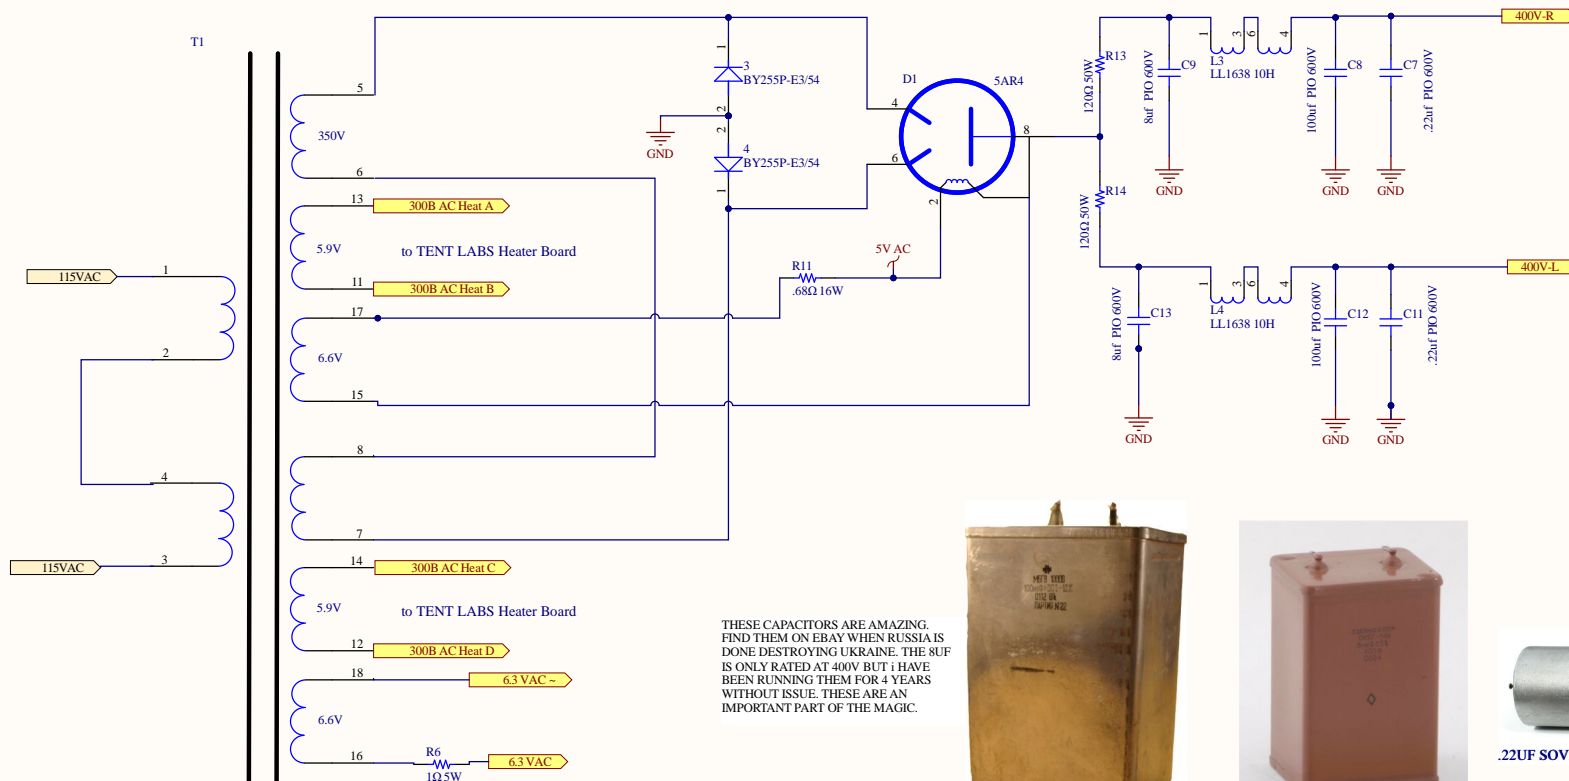 T1
5
350V
6
13
300B AC Heat A
5.9V
to TENT LABS Heater Board
11
300B AC Heat B
17
6.6V
15
8
7
14
300B AC Heat C
5.9V
to TENT LABS Heater Board
12
300B AC Heat D
18
6.3 VAC ~
6.6V
16
R6
1Ω 5W
6.3 VAC
115VAC
1
2
4
3
115VAC
1
3
BY255P-E3/54
2
GND
2
4
BY255P-E3/54
1
D1
5AR4
4
6
8
2
5V AC
R11
.68Ω 16W
R13
120Ω 50W
R14
120Ω 50W
C9
8uf PIO 600V
GND
1
3
6
4
L3
LL1638 10H
C8
100uf PIO 600V
GND
C7
.22uf PIO 600V
GND
400V-R
C13
8uf PIO 600V
GND
1
3
6
4
L4
LL1638 10H
C12
100uf PIO 600V
GND
C11
.22uf PIO 600V
GND
400V-L
THESE CAPACITORS ARE AMAZING.
FIND THEM ON EBAY WHEN RUSSIA IS
DONE DESTROYING UKRAINE. THE 8UF
IS ONLY RATED AT 400V BUT i HAVE
BEEN RUNNING THEM FOR 4 YEARS
WITHOUT ISSUE. THESE ARE AN
IMPORTANT PART OF THE MAGIC.
.22UF SOV